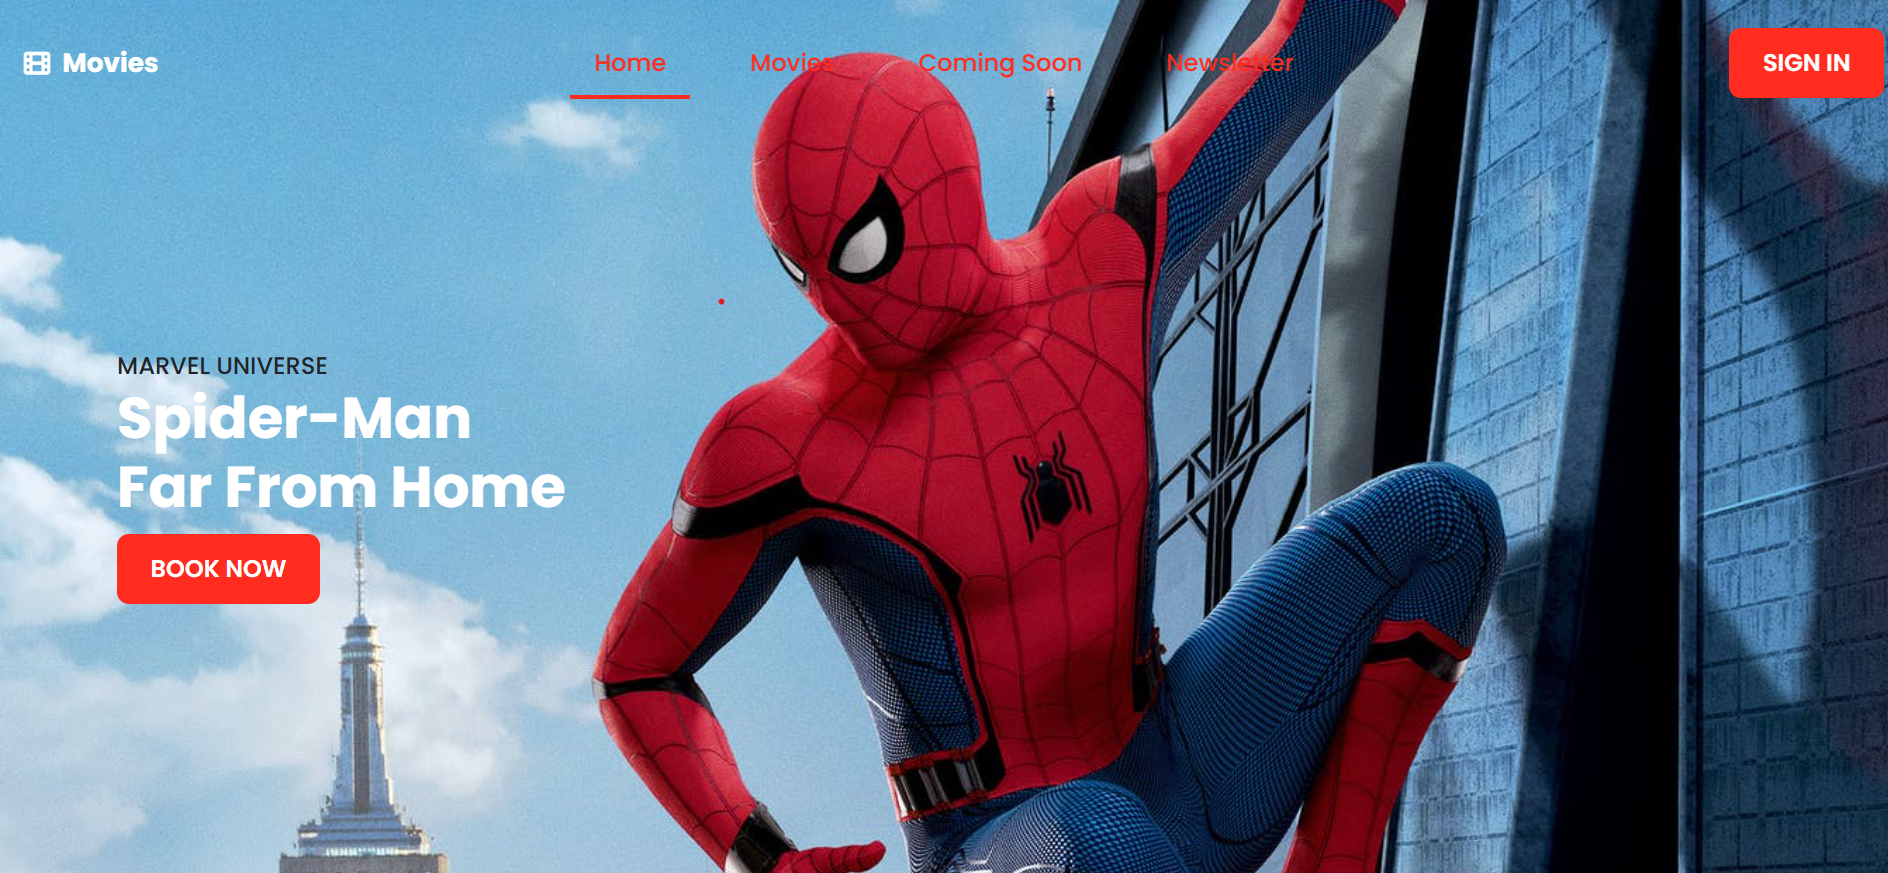 Movies
Home Movies Coming Soon Newsletter
SIGN IN
MARVEL UNIVERSE
Spider-Man
Far From Home
BOOK NOW